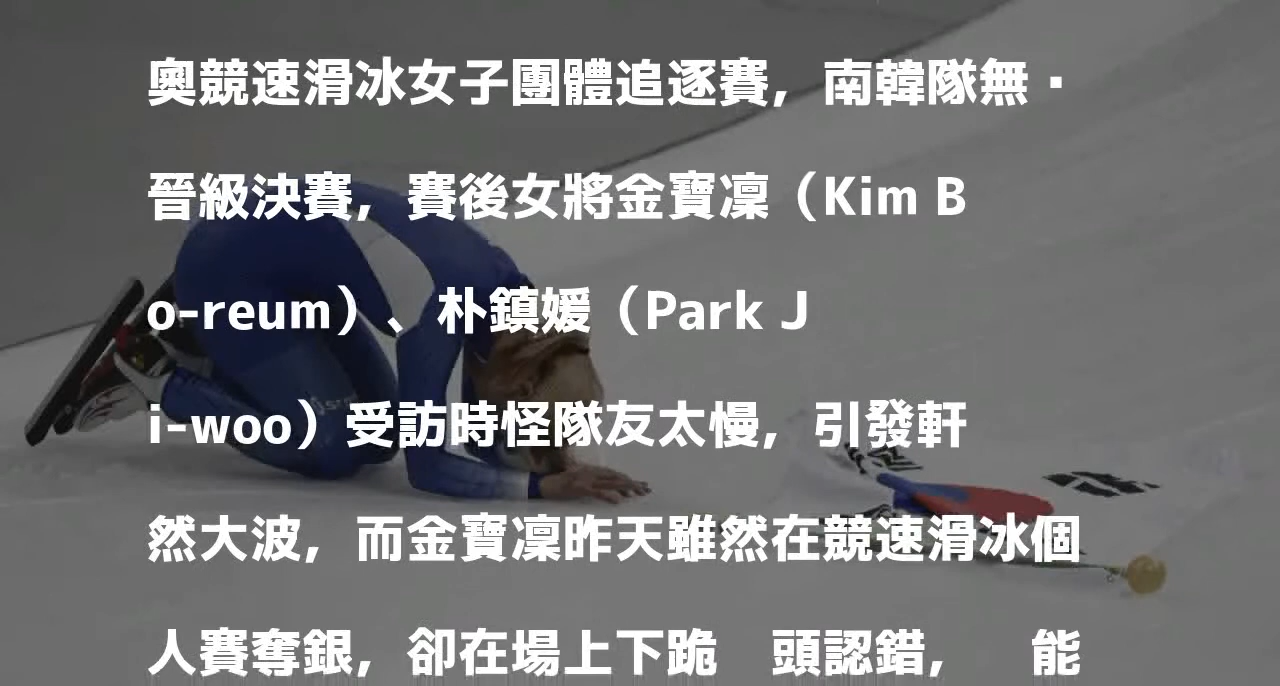 奧競速滑冰女子團體追逐賽，南韓隊無·
晉級決賽，賽後女將金寶凜（Kim B
o-reum）、朴鎮媛（Park J
i-woo）受訪時怪隊友太慢，引發軒
然大波，而金寶凜昨天雖然在競速滑冰個
人賽奪銀，卻在場上下跪　頭認錯，　能